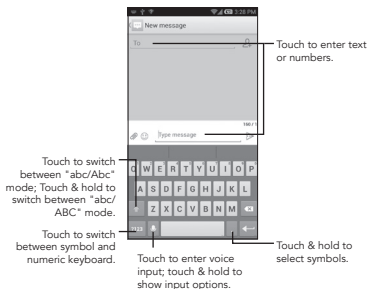 3:28 PM
New message
To
Touch to enter text
or numbers.
160 / 1
Type message
Q W E R T Y U I O P
A S D F G H J K L
Z X C V B N M
Touch to switch
between "abc/Abc"
mode; Touch & hold to
switch between "abc/
ABC" mode.
Touch to switch
between symbol and
numeric keyboard.
Touch to enter voice
input; touch & hold to
show input options.
Touch & hold to
select symbols.